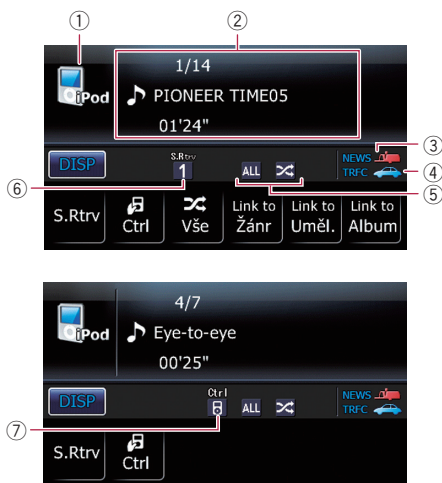 ① ②
1/14
iPod
PIONEER TIME05
01'24"
③
NEWS
DISP
S.Rtrv
1
ALL
TRFC
④
⑥
⑤
S.Rtrv
Ctrl
Vše
Link to Žánr
Link to Uměl.
Link to Album
4/7
iPod
Eye-to-eye
00'25"
Ctrl
NEWS
DISP
ALL
TRFC
⑦
S.Rtrv
Ctrl